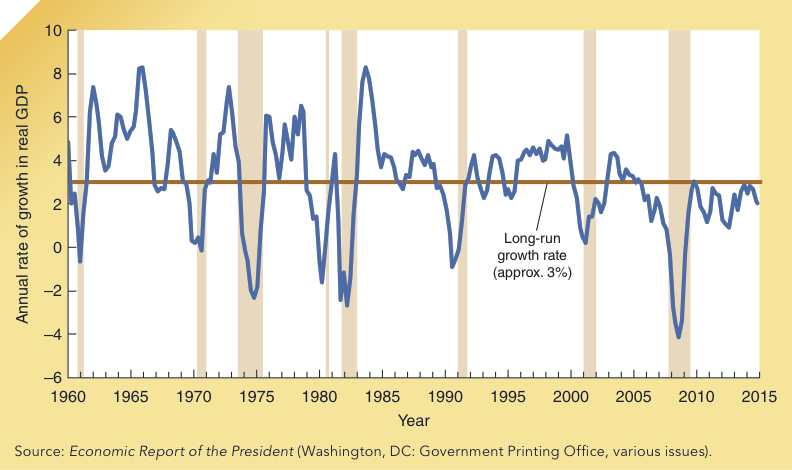 Annual rate of growth in real GDP
10
8
6
4
2
0
–2
–4
–6
Long-run
growth rate
(approx. 3%)
1960 1965 1970 1975 1980 1985 1990 1995 2000 2005 2010 2015
Year
Source: Economic Report of the President (Washington, DC: Government Printing Office, various issues).